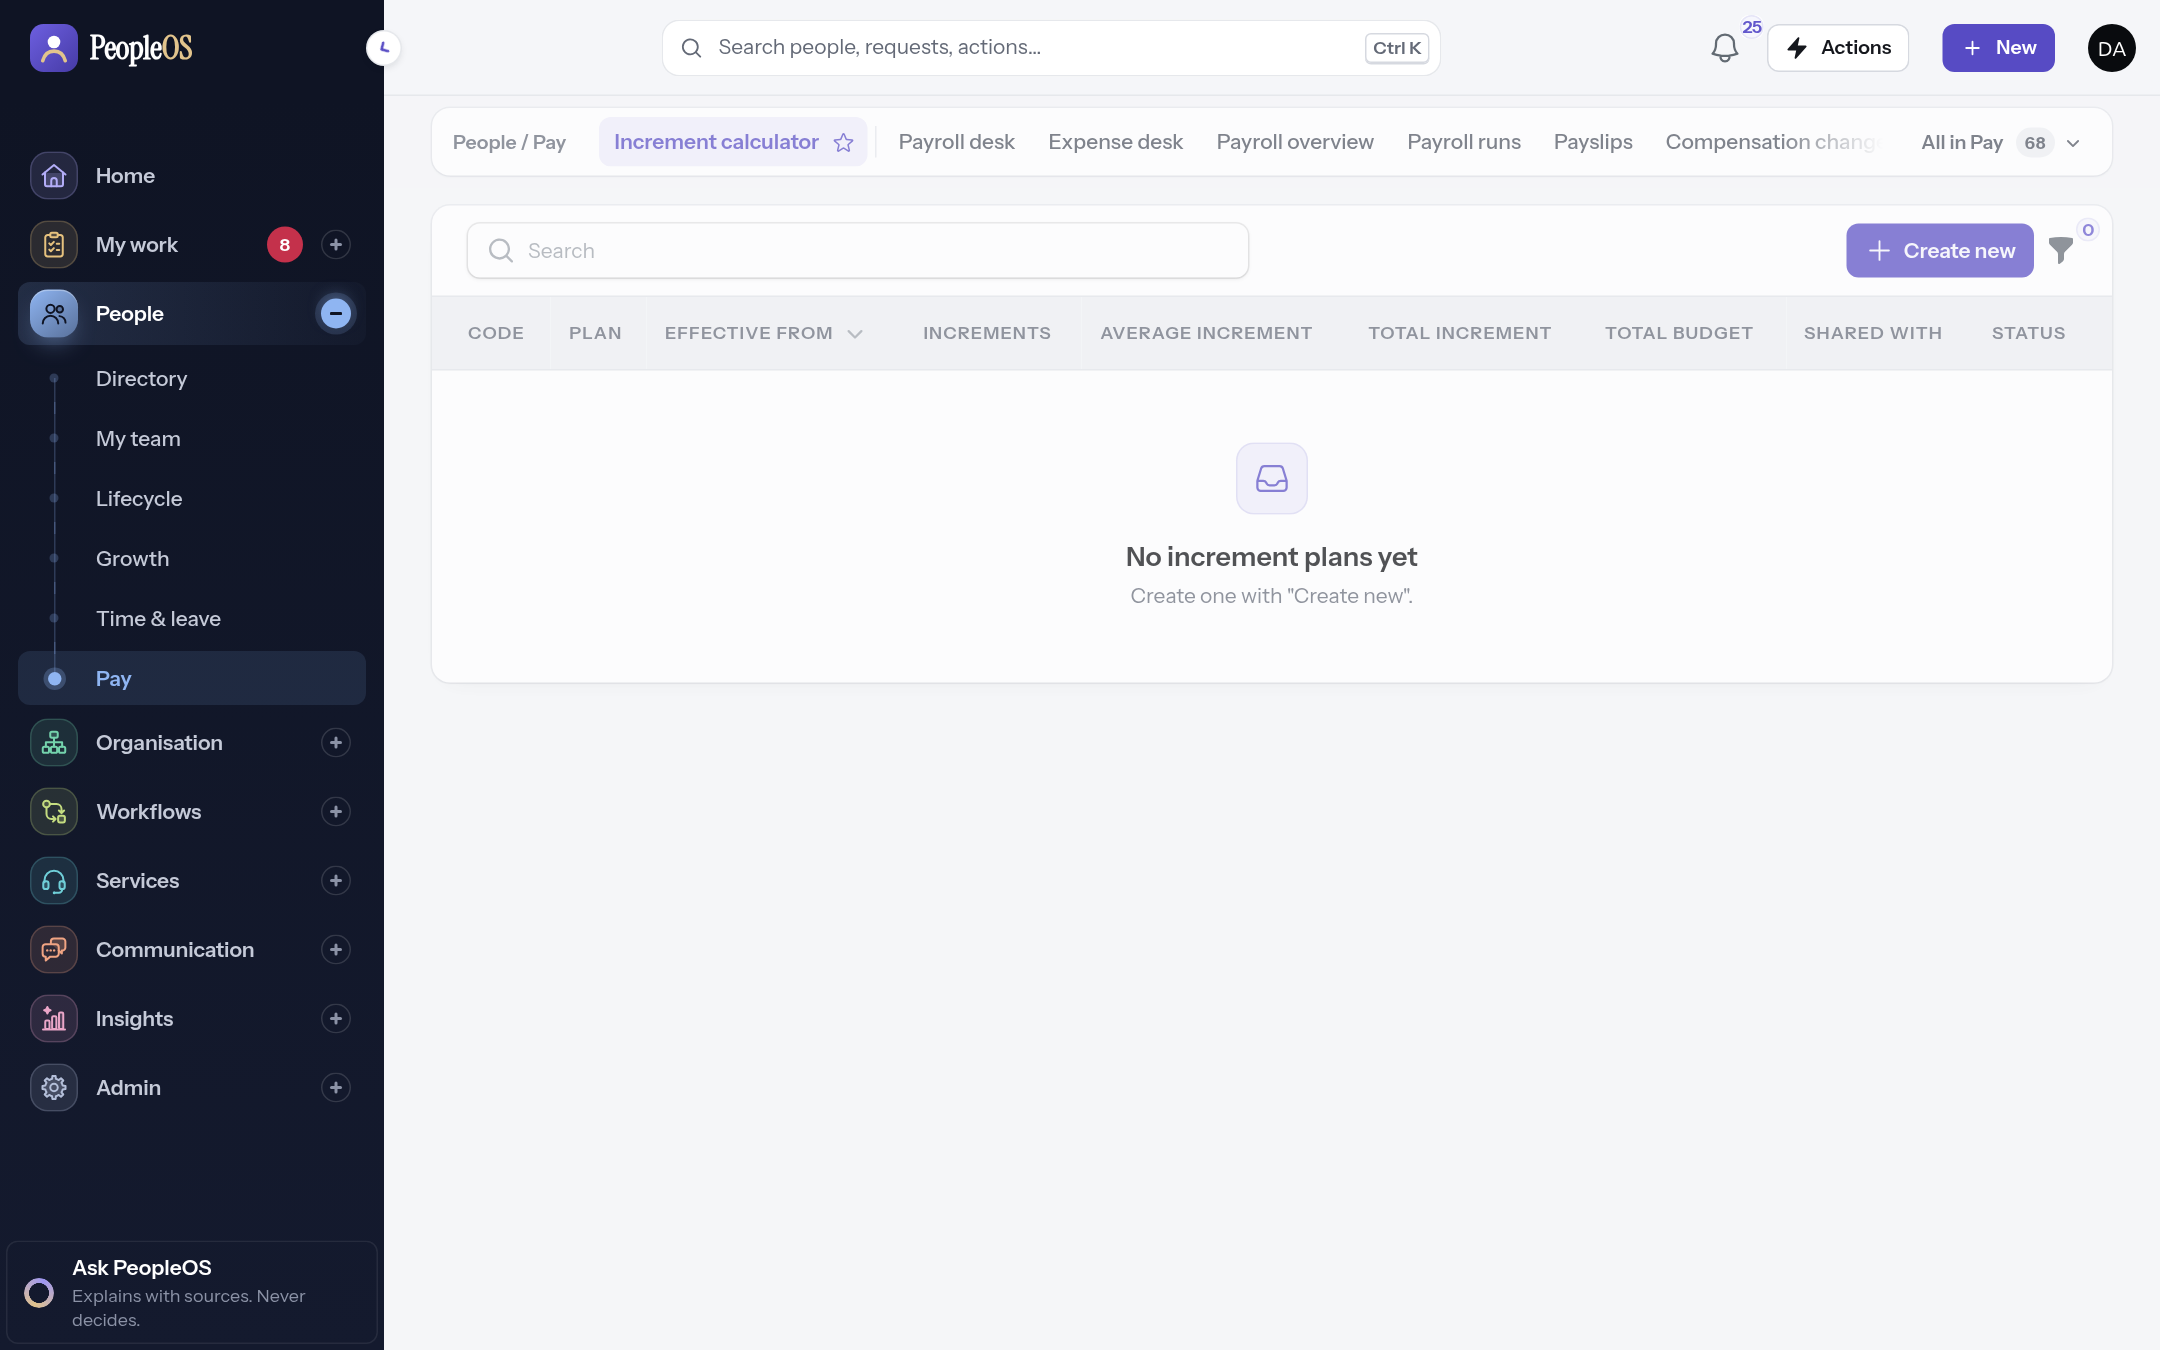 PeopleOS
Search people, requests, actions...
Ctrl K
25
Actions
New
DA
Home
My work
8
People
Directory
My team
Lifecycle
Growth
Time & leave
Pay
Organisation
Workflows
Services
Communication
Insights
Admin
Ask PeopleOS
Explains with sources. Never
decides.
People / Pay
Increment calculator
Payroll desk
Expense desk
Payroll overview
Payroll runs
Payslips
Compensation chang
All in Pay
68
Search
Create new
0
CODE
PLAN
EFFECTIVE FROM
INCREMENTS
AVERAGE INCREMENT
TOTAL INCREMENT
TOTAL BUDGET
SHARED WITH
STATUS
No increment plans yet
Create one with "Create new".